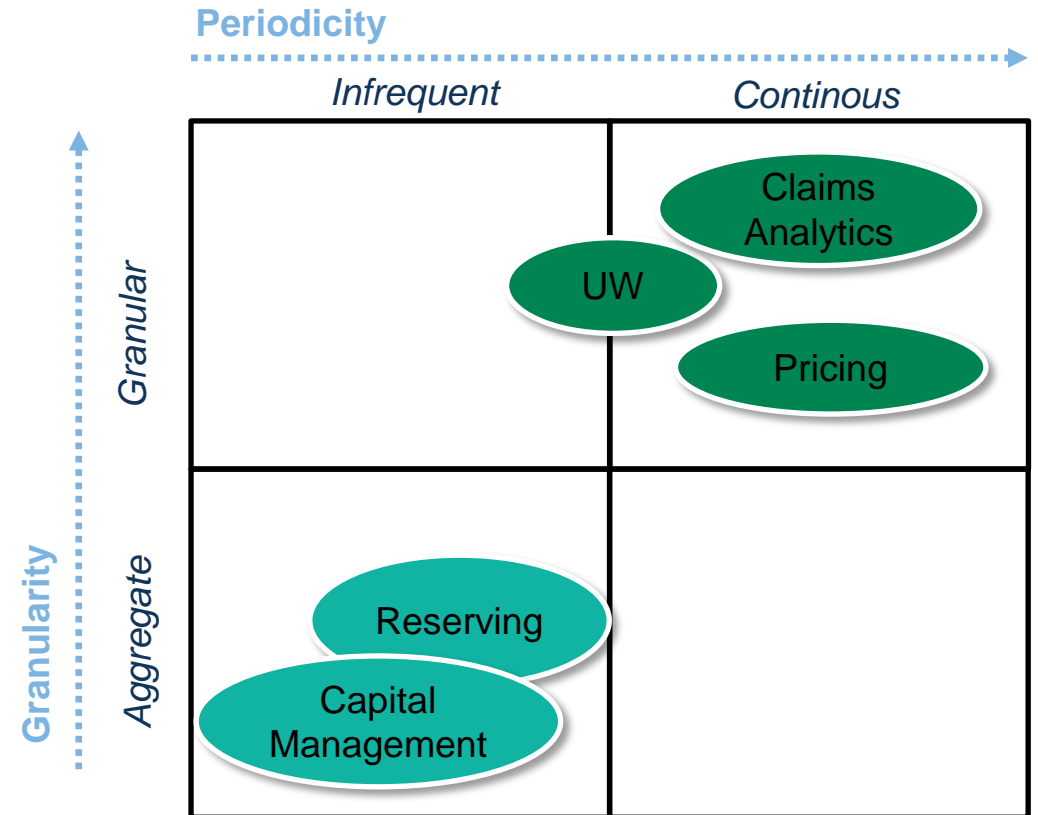 Periodicity
Infrequent
Continous
Granularity
Granular
Aggregate
Claims
Analytics
UW
Pricing
Reserving
Capital
Management